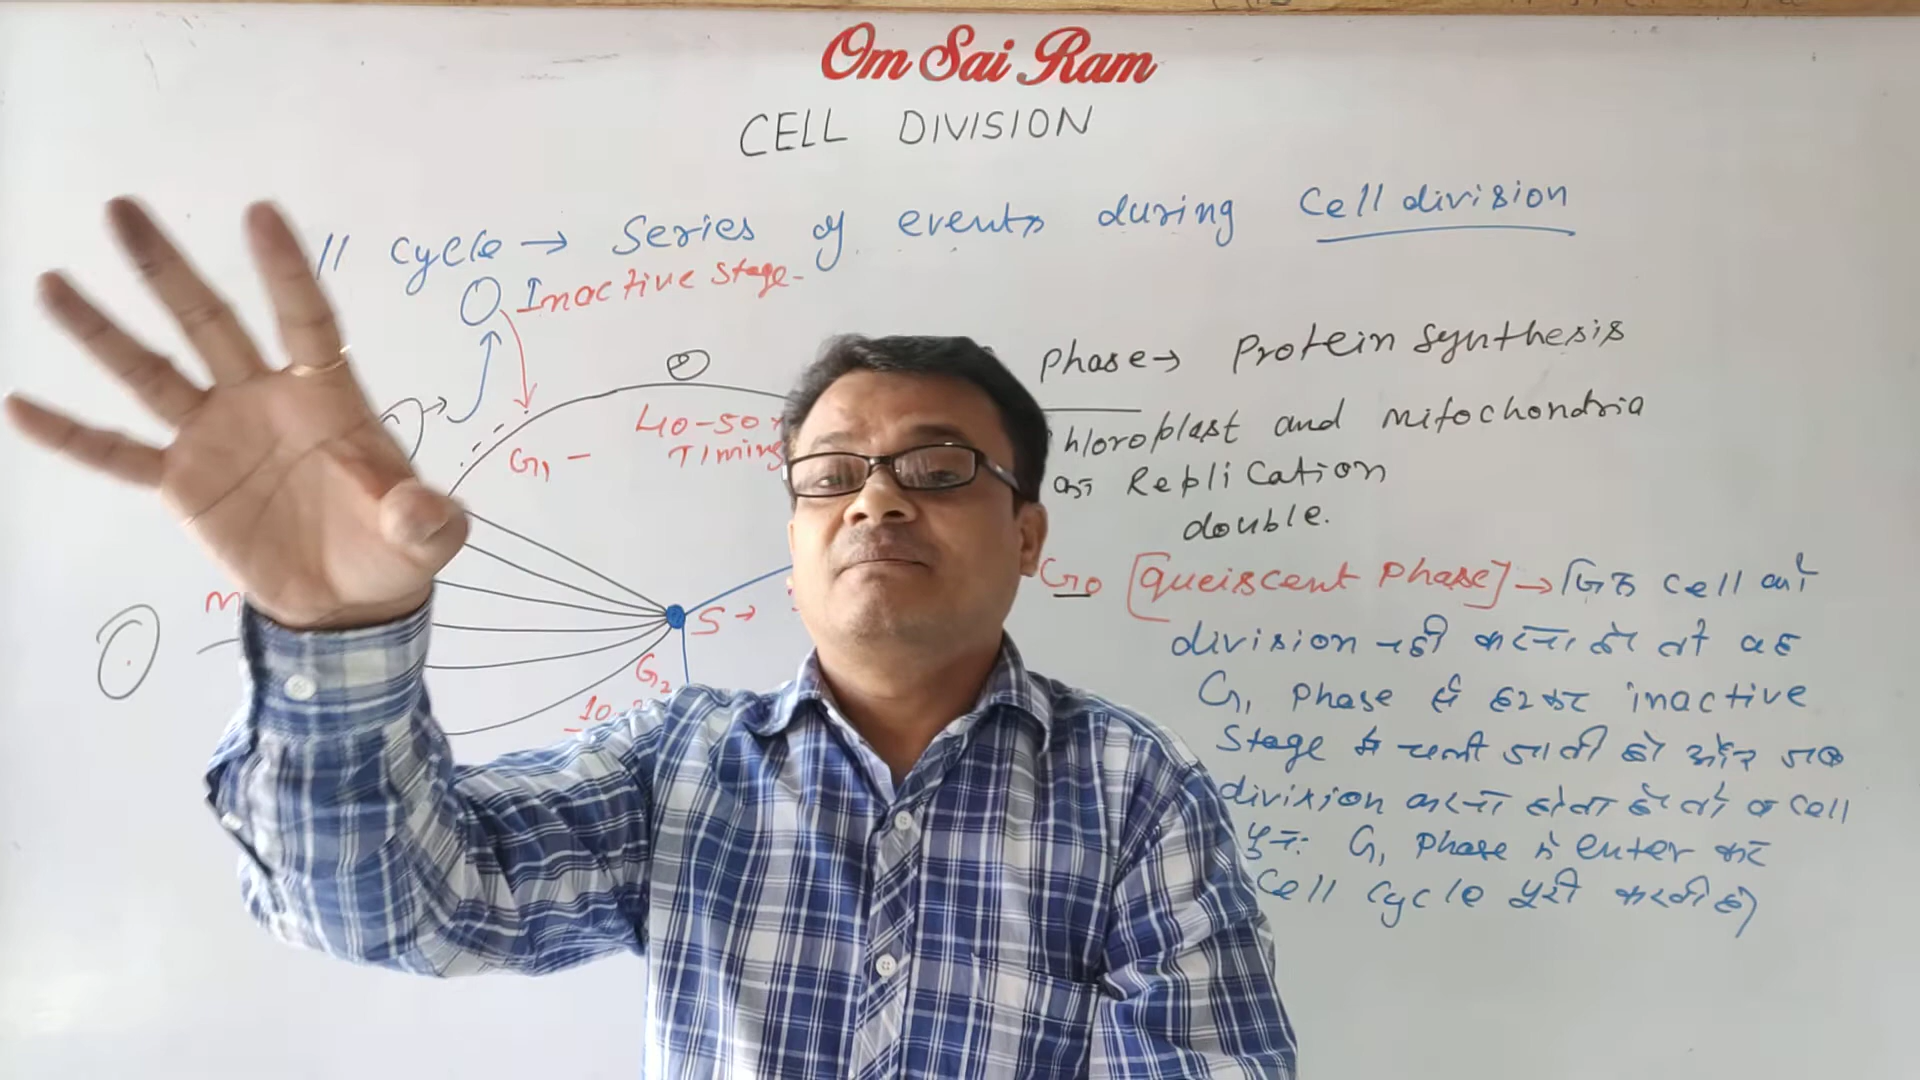 Om Sai Ram
CELL DIVISION
ll cycle → Series of events during Cell division
Inactive stage-
Phase → Protein synthesis
40-50
Timing
G₁ -
hloroplast and mitochondria
का Replication
double.
G₀ [Queiscent Phase] → जिस cell को
division नही करना है तो वह
G₁ phase से हटकर inactive
Stage में चली जाती है और जब
division करना होता है तो व cell
पुनः G₁ phase मे enter कर
Cell cycle पूरी करती है
M
S →
G₂
10-